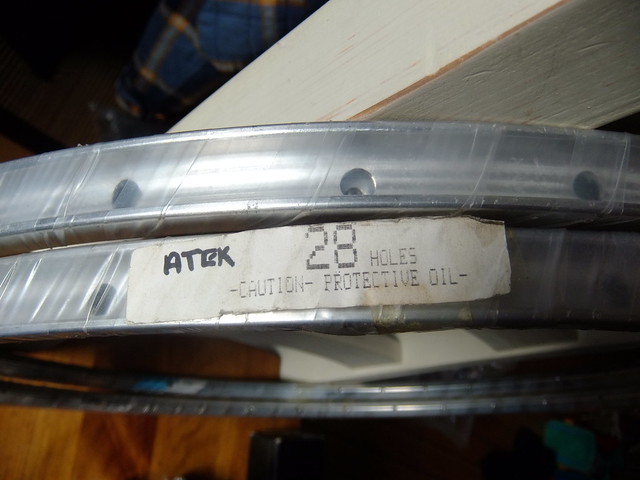 ATEK 28 HOLES
-CAUTION- PROTECTIVE OIL-